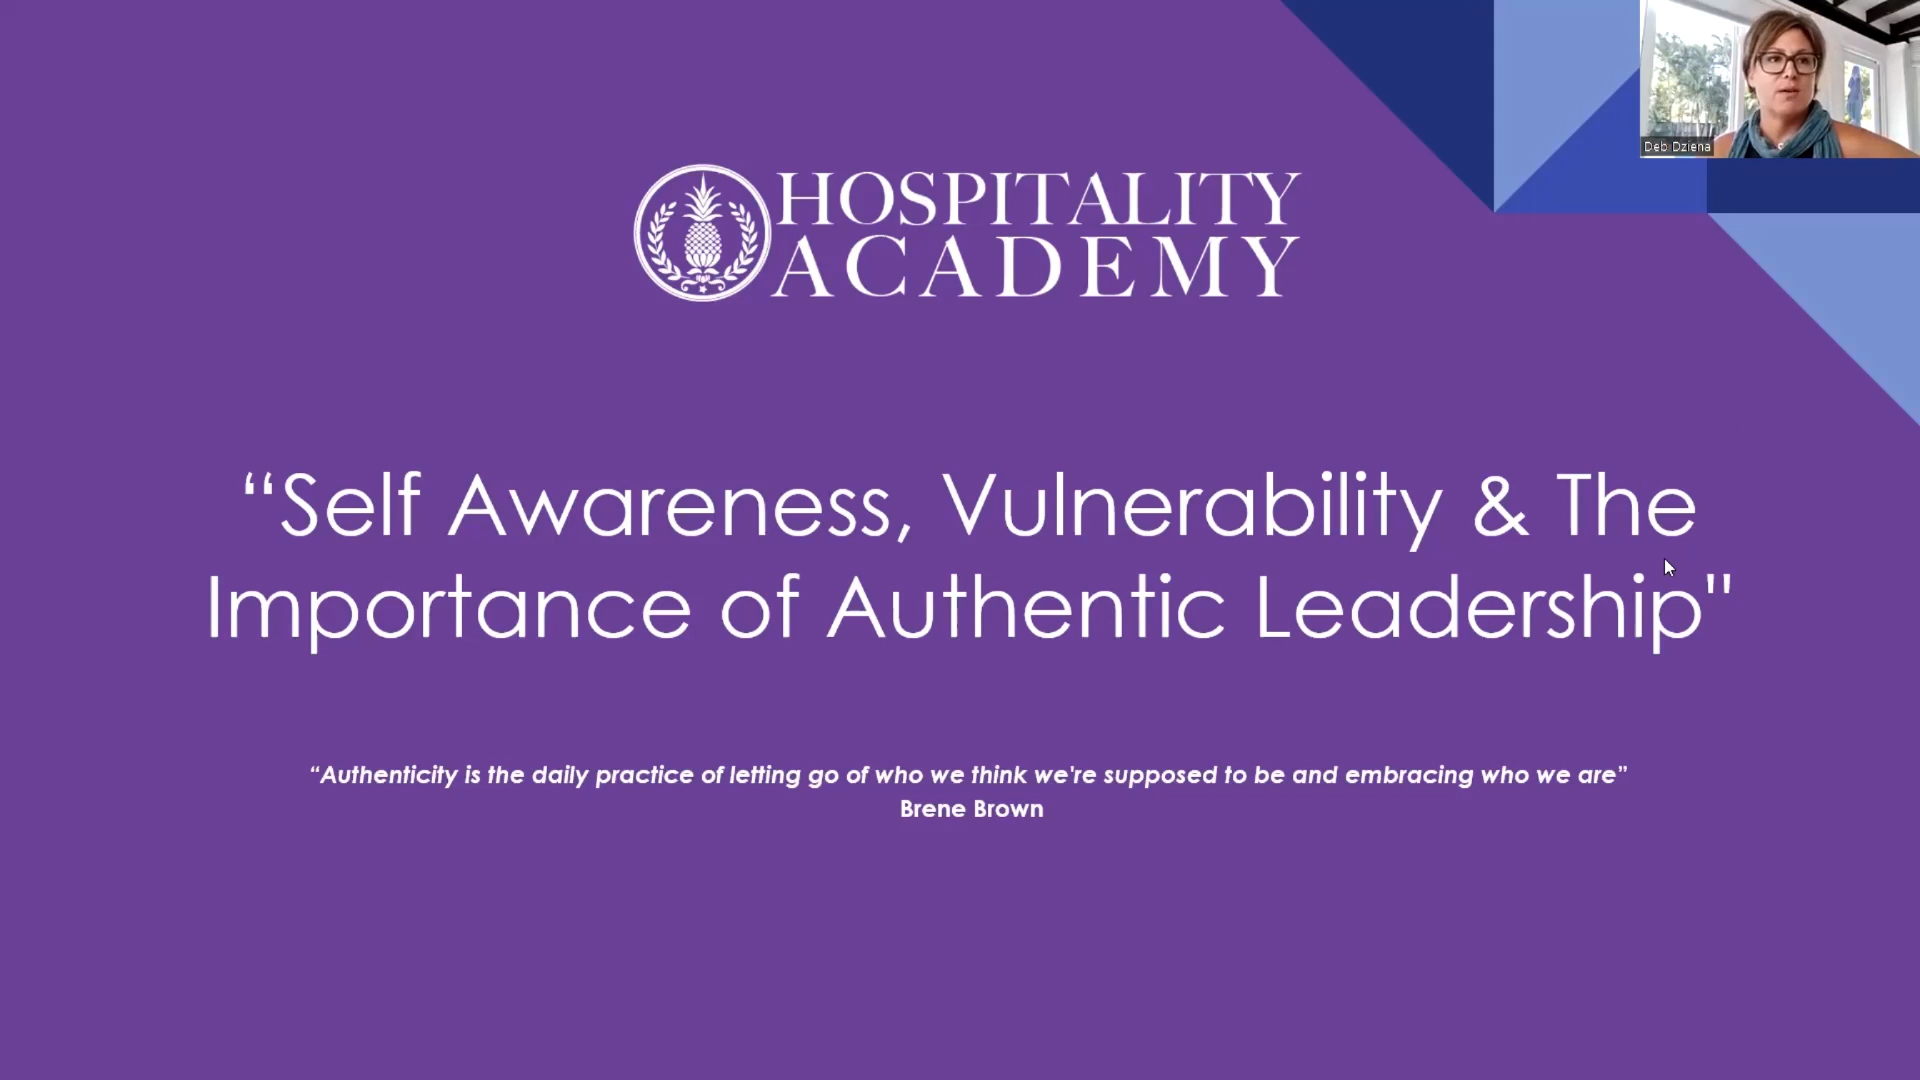 Deb Dziena
HOSPITALITY
ACADEMY
“Self Awareness, Vulnerability & The
Importance of Authentic Leadership"
“Authenticity is the daily practice of letting go of who we think we're supposed to be and embracing who we are”
Brene Brown